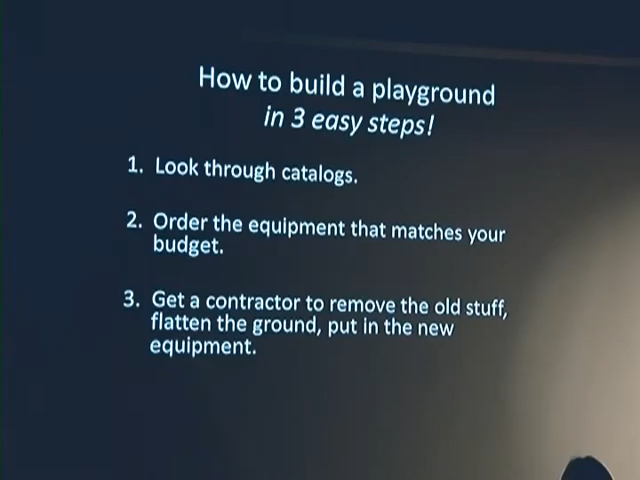 How to build a playground
in 3 easy steps!
1. Look through catalogs.
2. Order the equipment that matches your
budget.
3. Get a contractor to remove the old stuff,
flatten the ground, put in the new
equipment.